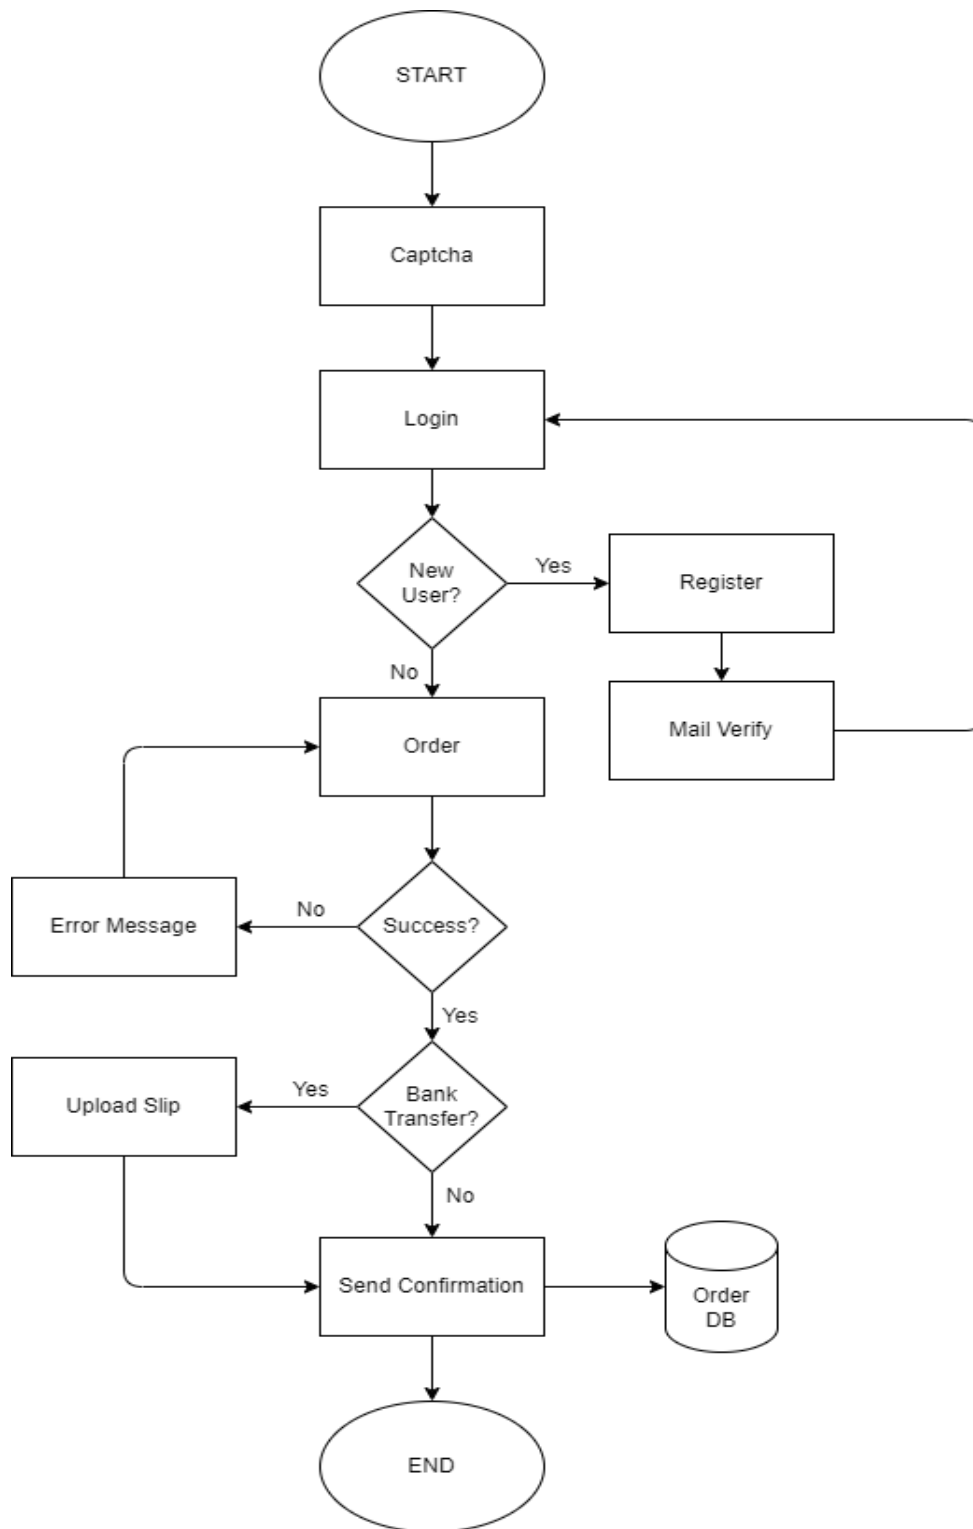 START
Captcha
Login
New
User?
Yes
Register
No
Mail Verify
Order
Error Message
No
Success?
Yes
Upload Slip
Yes
Bank
Transfer?
No
Send Confirmation
Order
DB
END